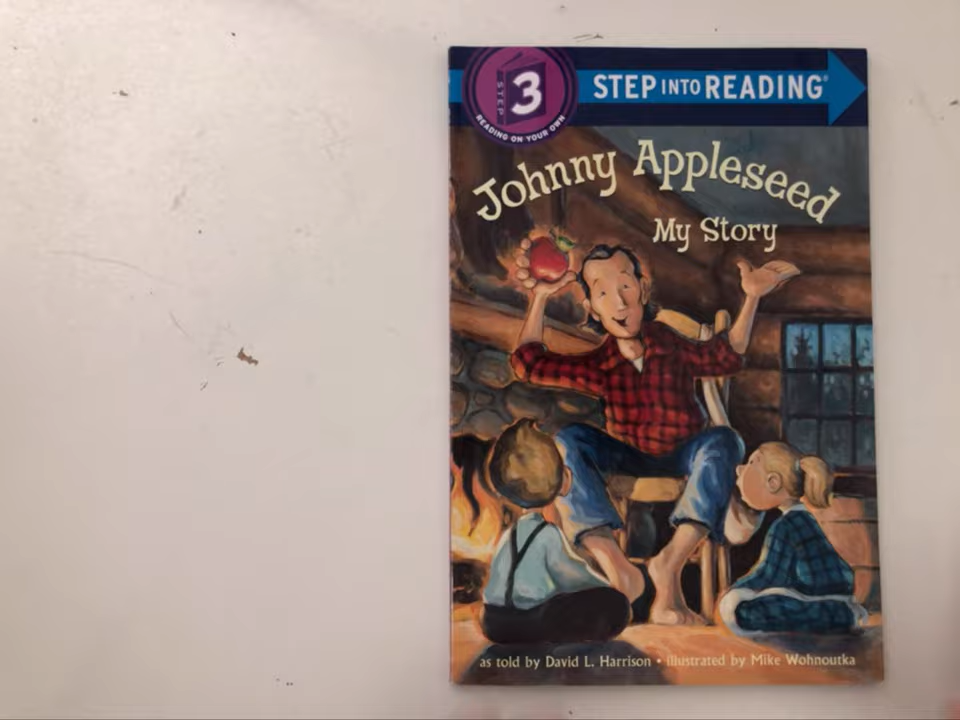 STEP 3
READING ON YOUR OWN
STEP INTO READING®
Johnny Appleseed
My Story
as told by David L. Harrison • illustrated by Mike Wohnoutka